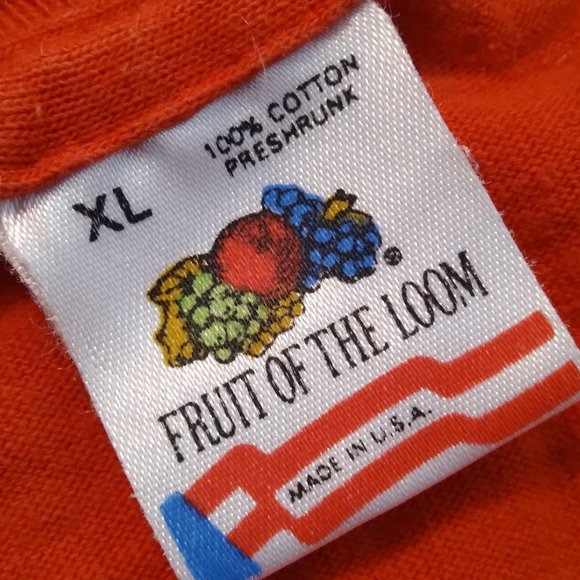 100% COTTON
PRESHRUNK
XL
®
FRUIT OF THE LOOM
MADE IN U.S.A.